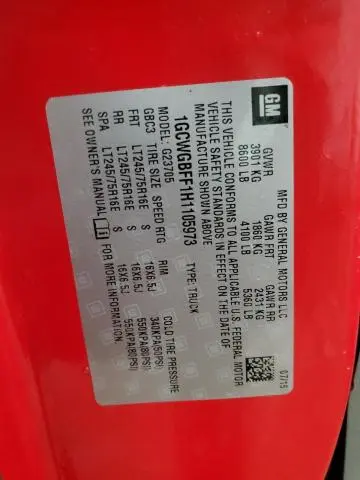 GM
MFD BY GENERAL MOTORS LLC
07/15
GVWR GAWR FRT GAWR RR
3901 KG 1860 KG 2431 KG
8600 LB 4100 LB 5360 LB
THIS VEHICLE CONFORMS TO ALL APPLICABLE U.S. FEDERAL MOTOR
VEHICLE SAFETY STANDARDS IN EFFECT ON THE DATE OF
MANUFACTURE SHOWN ABOVE.
1GCWGBFF1H1105973 TYPE: TRUCK
MODEL: G23705
GBC3 TIRE SIZE SPEED RTG RIM COLD TIRE PRESSURE
FRT LT245/75R16E S 16X6.5J 340KPA(50PSI)
RR LT245/75R16E S 16X6.5J 550KPA(80PSI)
SPA LT245/75R16E S 16X6.5J 550KPA(80PSI)
SEE OWNER'S MANUAL FOR MORE INFORMATION.